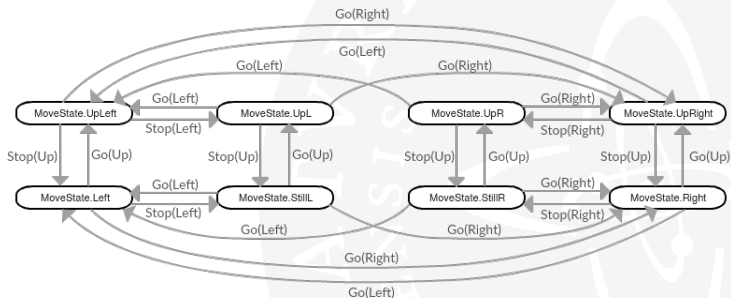 Go(Right)
Go(Left)
Go(Left)
Go(Right)
MoveState.UpLeft
Go(Left)
Stop(Left)
MoveState.UpL
MoveState.UpR
Go(Right)
Stop(Right)
MoveState.UpRight
Stop(Up)
Go(Up)
Stop(Up)
Go(Up)
Stop(Up)
Go(Up)
Stop(Up)
Go(Up)
MoveState.Left
Go(Left)
Stop(Left)
MoveState.StillL
MoveState.StillR
Go(Right)
Stop(Right)
MoveState.Right
Go(Left)
Go(Right)
Go(Right)
Go(Left)